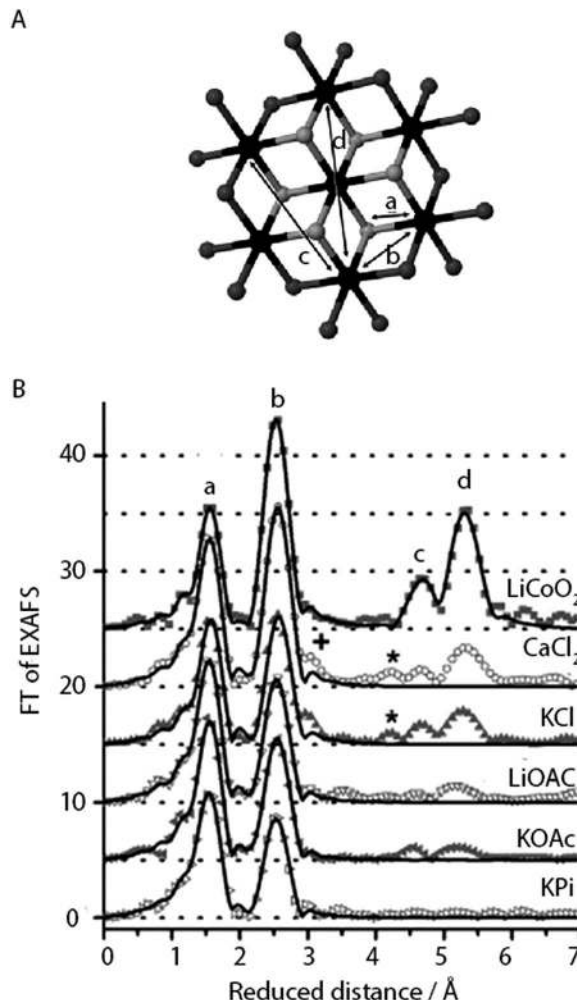 A
d
a
b
c
B
b
a
d
c
40
30
20
10
0
LiCoO₂
+
CaCl₂
*
KCl
*
LiOAC
KOAc
KPi
FT of EXAFS
0 1 2 3 4 5 6 7
Reduced distance / Å